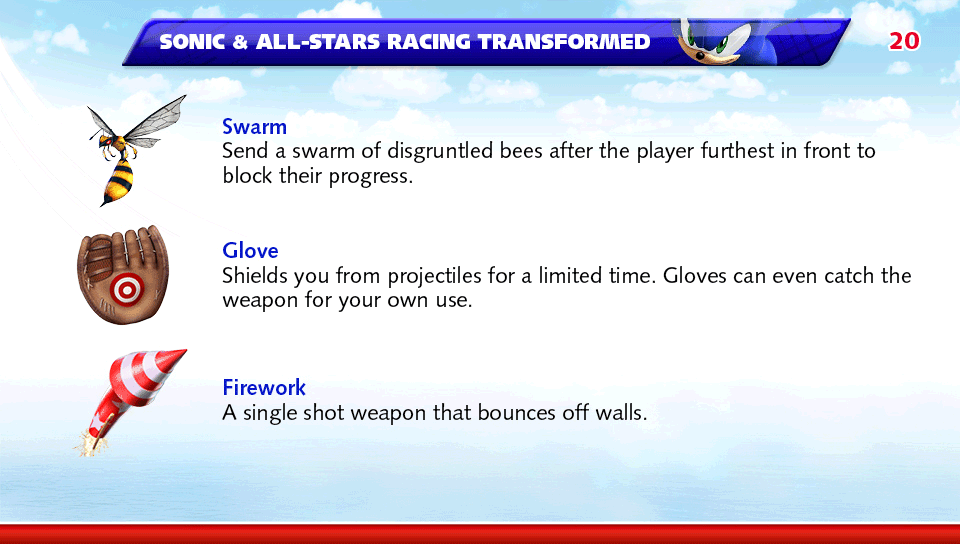 SONIC & ALL-STARS RACING TRANSFORMED
20
Swarm
Send a swarm of disgruntled bees after the player furthest in front to
block their progress.
Glove
Shields you from projectiles for a limited time. Gloves can even catch the
weapon for your own use.
Firework
A single shot weapon that bounces off walls.